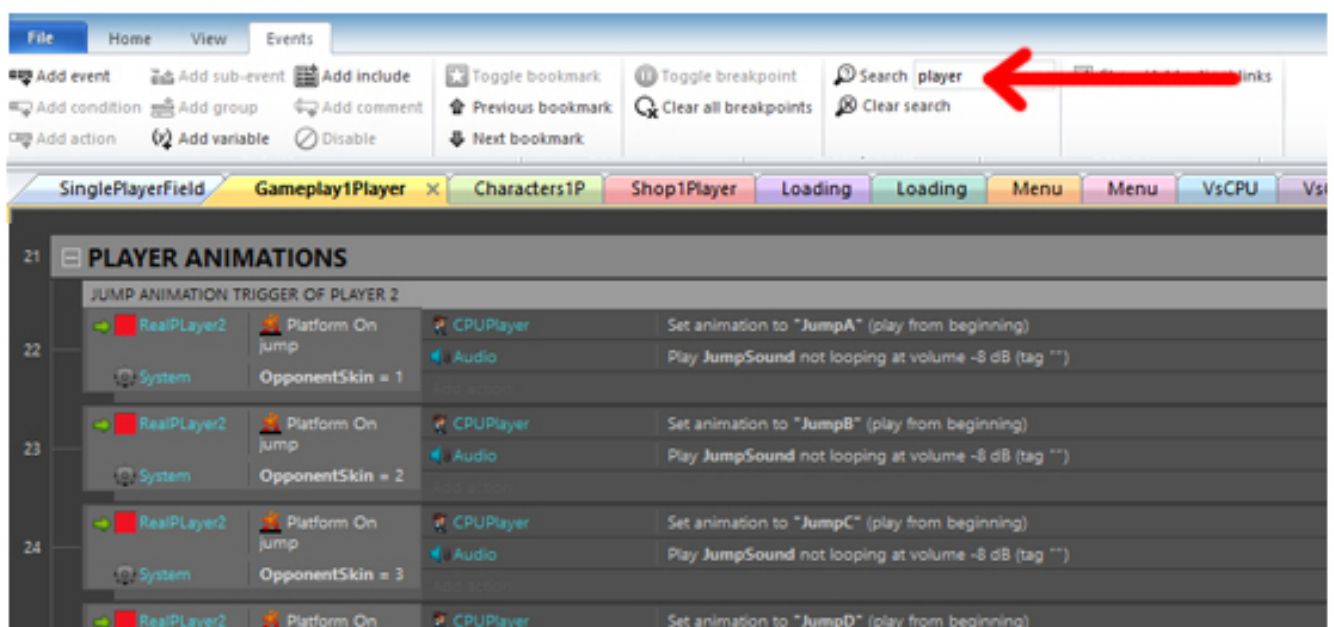 File Home View Events
Add event Add sub-event Add include Toggle bookmark Toggle breakpoint Search player links
Add condition Add group Add comment Previous bookmark Clear all breakpoints Clear search
Add action Add variable Disable Next bookmark
SinglePlayerField Gameplay1Player × Characters1P Shop1Player Loading Loading Menu Menu VsCPU
21 PLAYER ANIMATIONS
JUMP ANIMATION TRIGGER OF PLAYER 2
RealPLayer2 Platform On CPUPlayer Set animation to "JumpA" (play from beginning)
22 jump Audio Play JumpSound not looping at volume -8 dB (tag "")
System OpponentSkin = 1 Add action
RealPLayer2 Platform On CPUPlayer Set animation to "JumpB" (play from beginning)
23 jump Audio Play JumpSound not looping at volume -8 dB (tag "")
System OpponentSkin = 2 Add action
RealPLayer2 Platform On CPUPlayer Set animation to "JumpC" (play from beginning)
24 jump Audio Play JumpSound not looping at volume -8 dB (tag "")
System OpponentSkin = 3 Add action
RealPLayer2 Platform On CPUPlayer Set animation to "JumpD" (play from beginning)